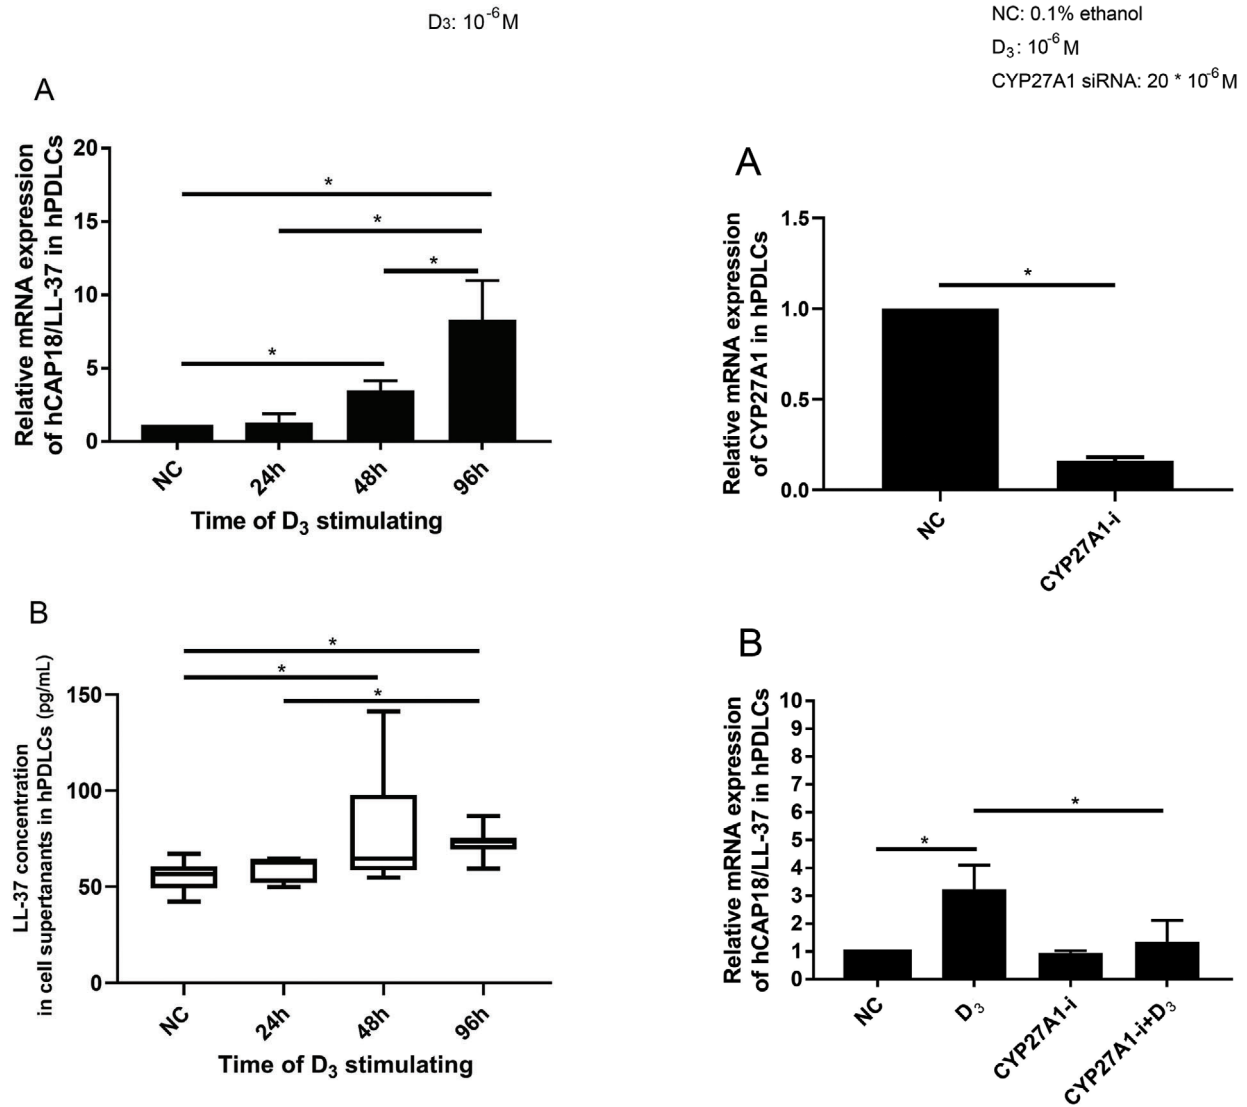 D3: 10-6 M
A
Relative mRNA expression
of hCAP18/LL-37 in hPDLCs
20
15
10
5
0
*
*
*
*
NC
24h
48h
96h
Time of D3 stimulating
B
LL-37 concentration
in cell supertanants in hPDLCs (pg/mL)
150
100
50
0
*
*
*
NC
24h
48h
96h
Time of D3 stimulating
NC: 0.1% ethanol
D3: 10-6 M
CYP27A1 siRNA: 20 * 10-6 M
A
Relative mRNA expression
of CYP27A1 in hPDLCs
1.5
1.0
0.5
0.0
*
NC
CYP27A1-i
B
Relative mRNA expression
of hCAP18/LL-37 in hPDLCs
10
9
8
7
6
5
4
3
2
1
0
*
*
NC
D3
CYP27A1-i
CYP27A1-i+D3